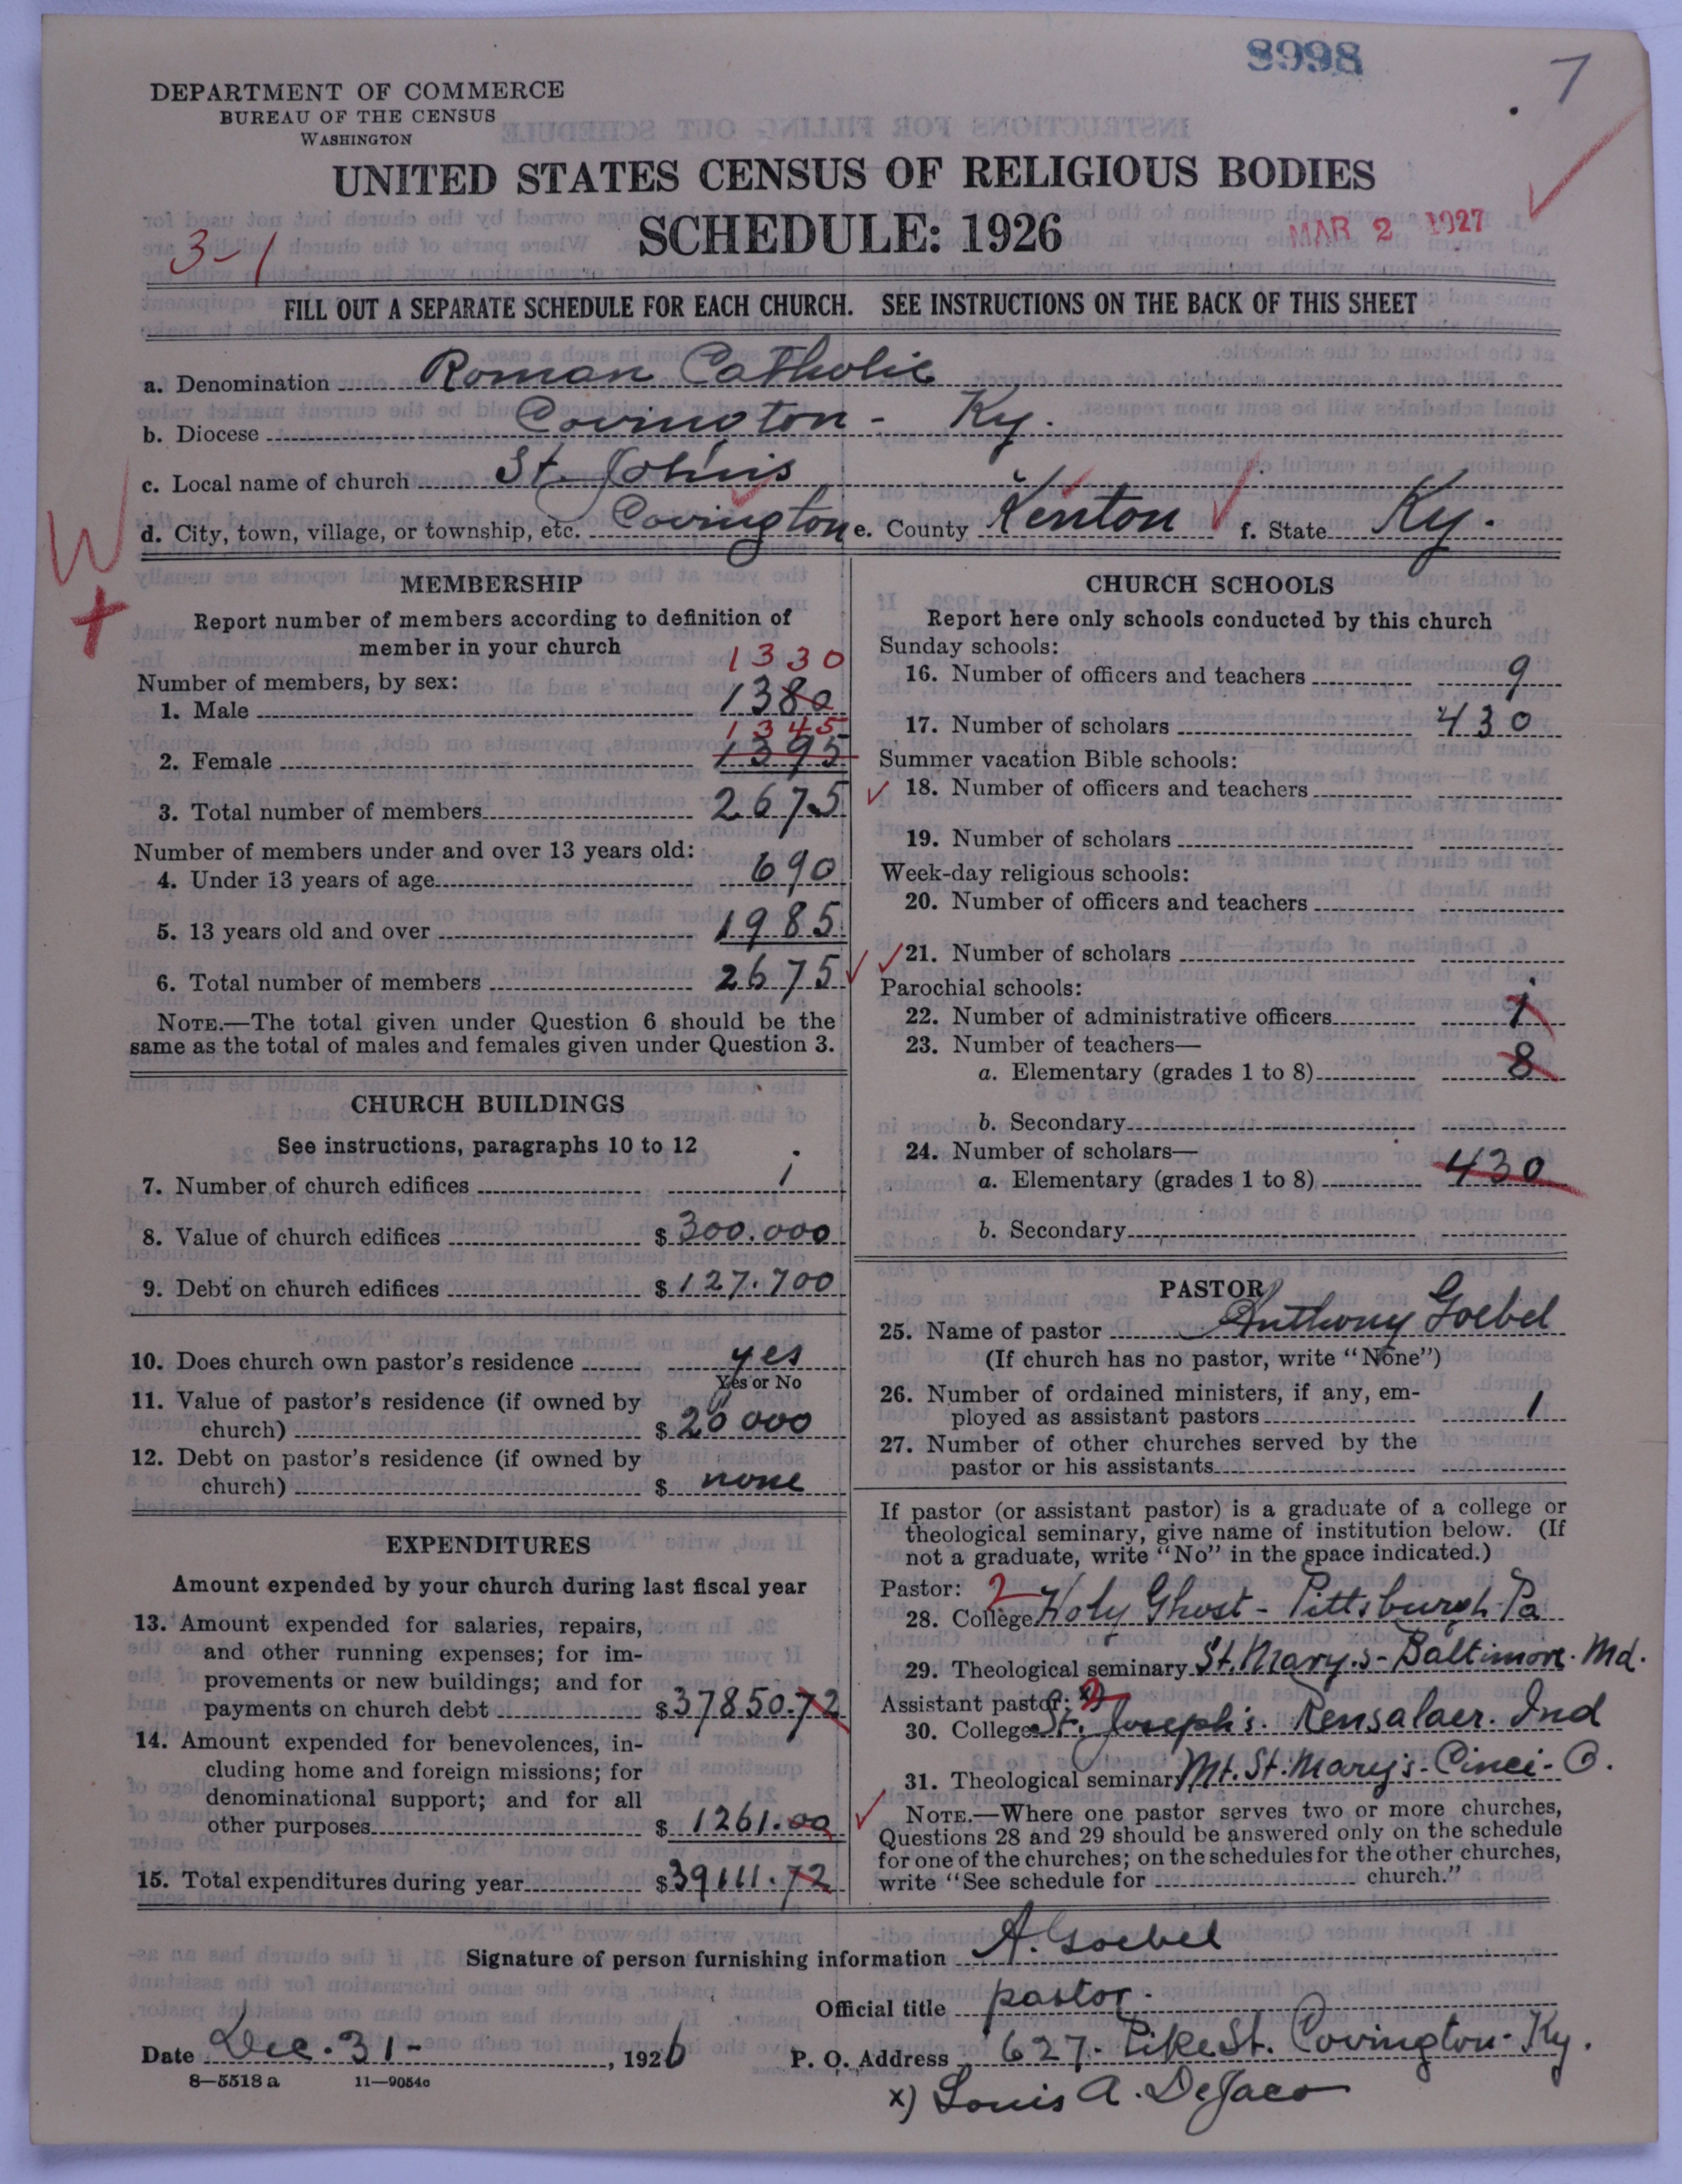 8998
7
DEPARTMENT OF COMMERCE
BUREAU OF THE CENSUS
WASHINGTON
UNITED STATES CENSUS OF RELIGIOUS BODIES
SCHEDULE: 1926
MAR 2 1927
3-1
FILL OUT A SEPARATE SCHEDULE FOR EACH CHURCH. SEE INSTRUCTIONS ON THE BACK OF THIS SHEET
a. Denomination Roman Catholic
b. Diocese Covington - Ky.
c. Local name of church St. John's
d. City, town, village, or township, etc. Covington e. County Kenton f. State Ky.
W
+
MEMBERSHIP
Report number of members according to definition of
member in your church
1330
Number of members, by sex:
1. Male 1380
1345
2. Female 1395
3. Total number of members 2675
Number of members under and over 13 years old:
4. Under 13 years of age 690
5. 13 years old and over 1985
6. Total number of members 2675
NOTE.—The total given under Question 6 should be the
same as the total of males and females given under Question 3.
CHURCH BUILDINGS
See instructions, paragraphs 10 to 12
7. Number of church edifices 1
8. Value of church edifices $ 300.000
9. Debt on church edifices $ 127.700
10. Does church own pastor's residence yes
Yes or No
11. Value of pastor's residence (if owned by
church) $ 20 000
12. Debt on pastor's residence (if owned by
church) $ none
EXPENDITURES
Amount expended by your church during last fiscal year
13. Amount expended for salaries, repairs,
and other running expenses; for im-
provements or new buildings; and for
payments on church debt $ 37850.72
14. Amount expended for benevolences, in-
cluding home and foreign missions; for
denominational support; and for all
other purposes $ 1261.00
15. Total expenditures during year $ 39111.72
CHURCH SCHOOLS
Report here only schools conducted by this church
Sunday schools:
16. Number of officers and teachers 9
17. Number of scholars 430
Summer vacation Bible schools:
18. Number of officers and teachers
19. Number of scholars
Week-day religious schools:
20. Number of officers and teachers
21. Number of scholars
Parochial schools:
22. Number of administrative officers 1
23. Number of teachers—
a. Elementary (grades 1 to 8) 8
b. Secondary
24. Number of scholars—
a. Elementary (grades 1 to 8) 430
b. Secondary
PASTOR
25. Name of pastor Anthony Goebel
(If church has no pastor, write "None")
26. Number of ordained ministers, if any, em-
ployed as assistant pastors 1
27. Number of other churches served by the
pastor or his assistants
If pastor (or assistant pastor) is a graduate of a college or
theological seminary, give name of institution below. (If
not a graduate, write "No" in the space indicated.)
Pastor: 2
28. College Holy Ghost - Pittsburgh Pa
29. Theological seminary St. Mary's - Baltimore. Md.
Assistant pastor: x) 2
30. College St. Joseph's. Rensalaer. Ind
31. Theological seminary Mt. St. Mary's - Cinci - O.
NOTE.—Where one pastor serves two or more churches,
Questions 28 and 29 should be answered only on the schedule
for one of the churches; on the schedules for the other churches,
write "See schedule for church."
Signature of person furnishing information A. Goebel
Official title pastor.
Date Dec. 31 - , 1926 P. O. Address 627. Pike St. Covington. Ky.
8—5518 a 11—9054c
x) Louis A. DeJaco